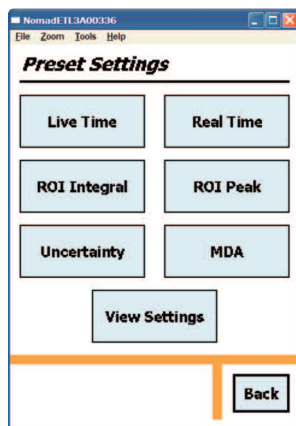 NomadETL3A00336
File Zoom Tools Help
Preset Settings
Live Time Real Time
ROI Integral ROI Peak
Uncertainty MDA
View Settings
Back